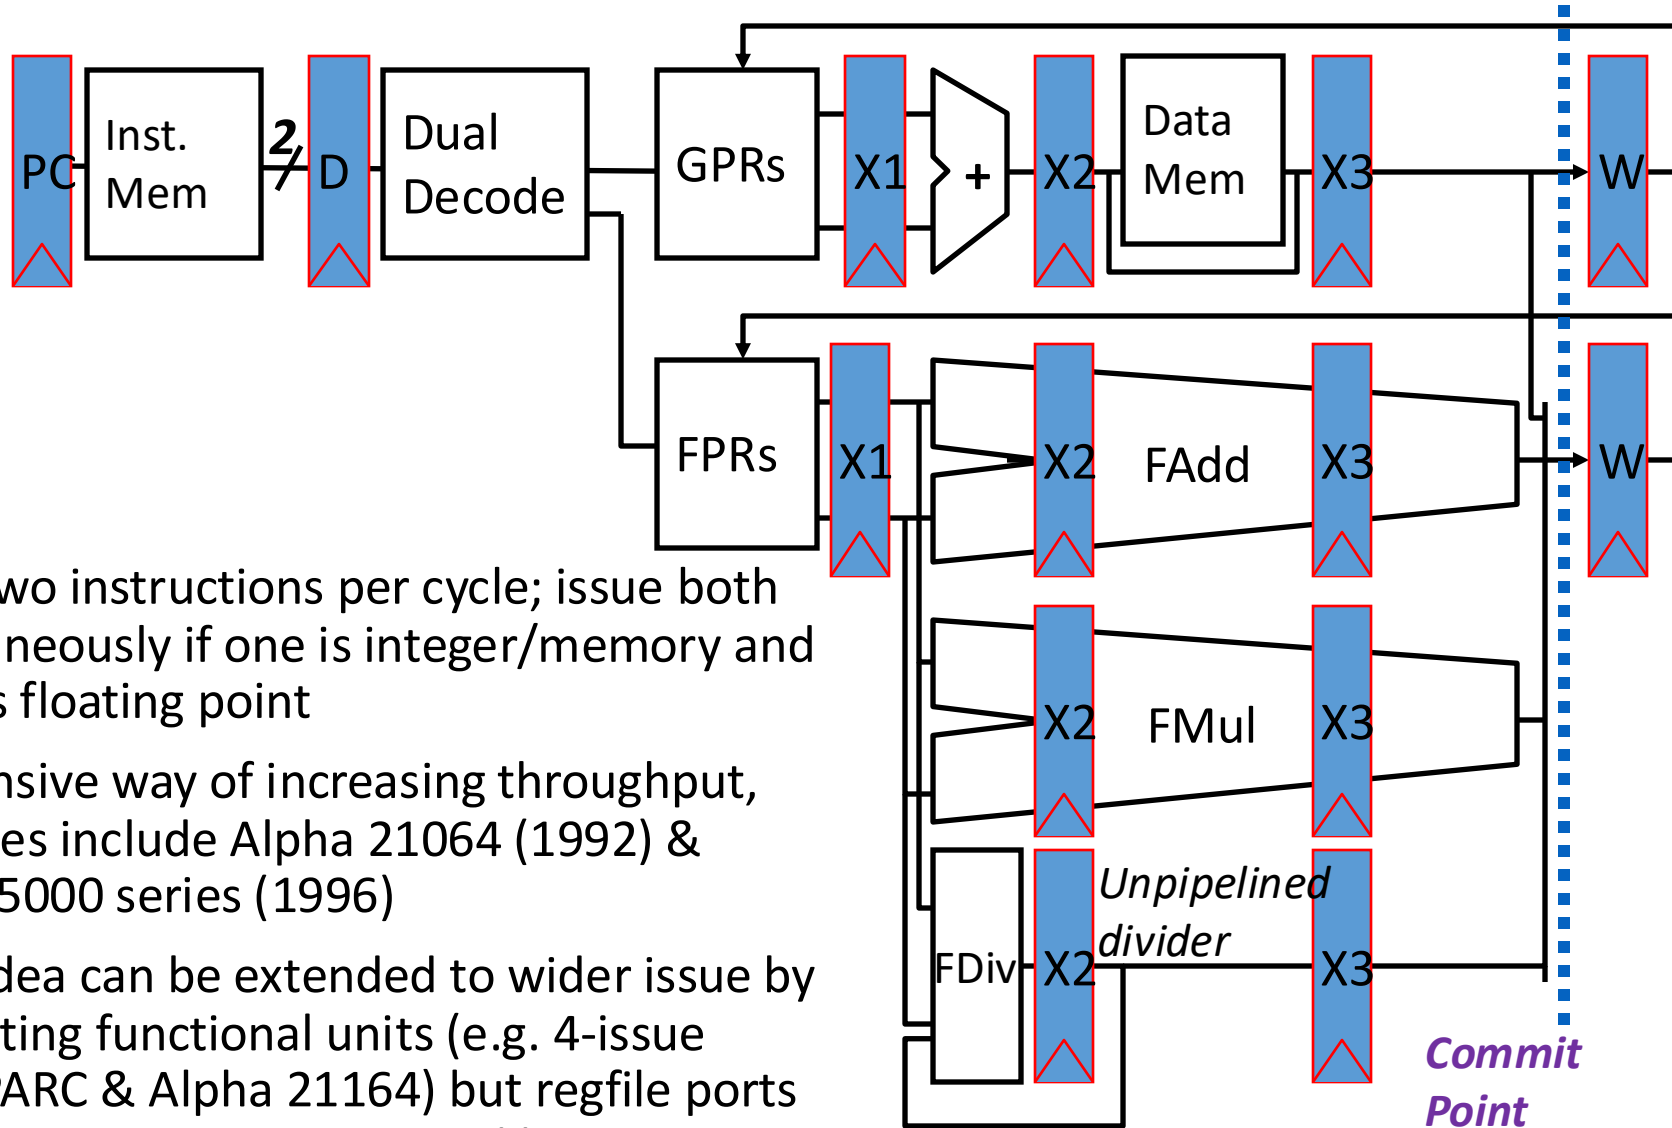 PC
Inst.
Mem
2
D
Dual
Decode
GPRs
X1
+
X2
Data
Mem
X3
W
FPRs
X1
X2
FAdd
X3
W
X2
FMul
X3
Unpipelined
divider
FDiv
X2
X3
Commit
Point
wo instructions per cycle; issue both
neously if one is integer/memory and
s floating point
nsive way of increasing throughput,
es include Alpha 21064 (1992) &
5000 series (1996)
dea can be extended to wider issue by
ting functional units (e.g. 4-issue
PARC & Alpha 21164) but regfile ports